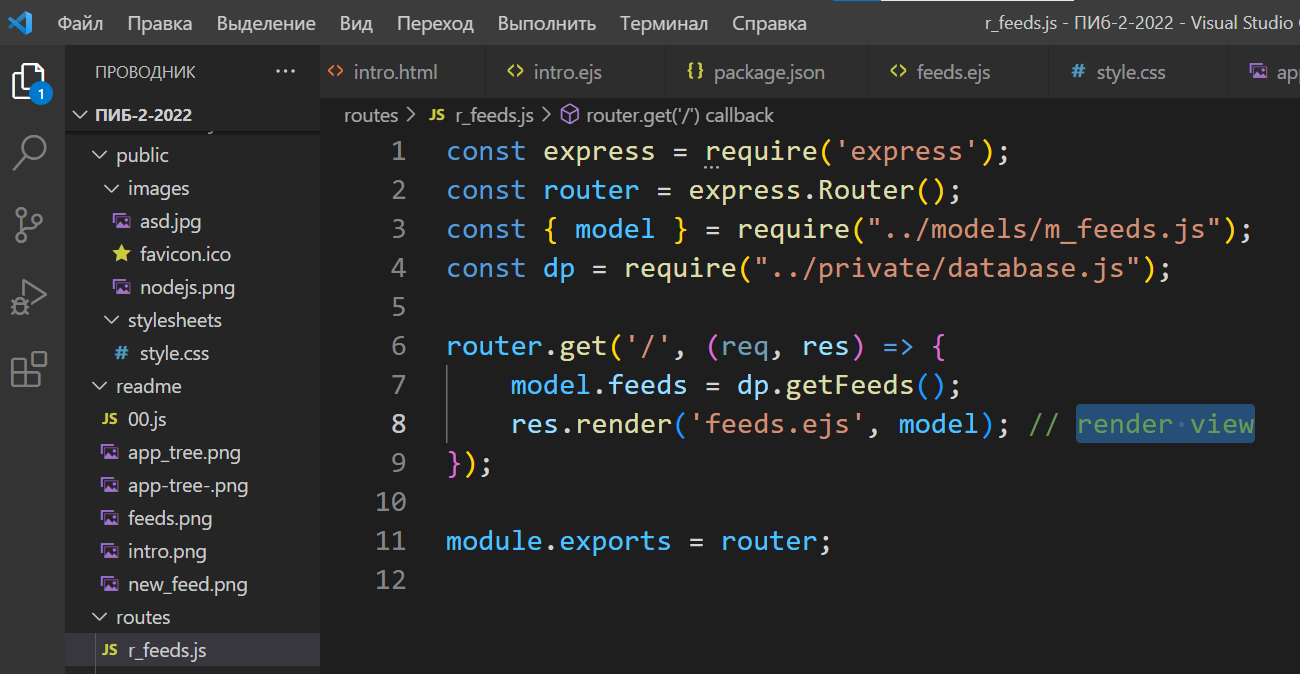 Файл Правка Выделение Вид Переход Выполнить Терминал Справка r_feeds.js - ПИб-2-2022 - Visual Studio
ПРОВОДНИК ···
intro.html intro.ejs package.json feeds.ejs style.css
1
ПИБ-2-2022
routes > r_feeds.js > router.get('/') callback
public
images
asd.jpg
favicon.ico
nodejs.png
stylesheets
style.css
readme
00.js
app_tree.png
app-tree-.png
feeds.png
intro.png
new_feed.png
routes
r_feeds.js
1 const express = require('express');
2 const router = express.Router();
3 const { model } = require("../models/m_feeds.js");
4 const dp = require("../private/database.js");
5
6 router.get('/', (req, res) => {
7 model.feeds = dp.getFeeds();
8 res.render('feeds.ejs', model); // render view
9 });
10
11 module.exports = router;
12